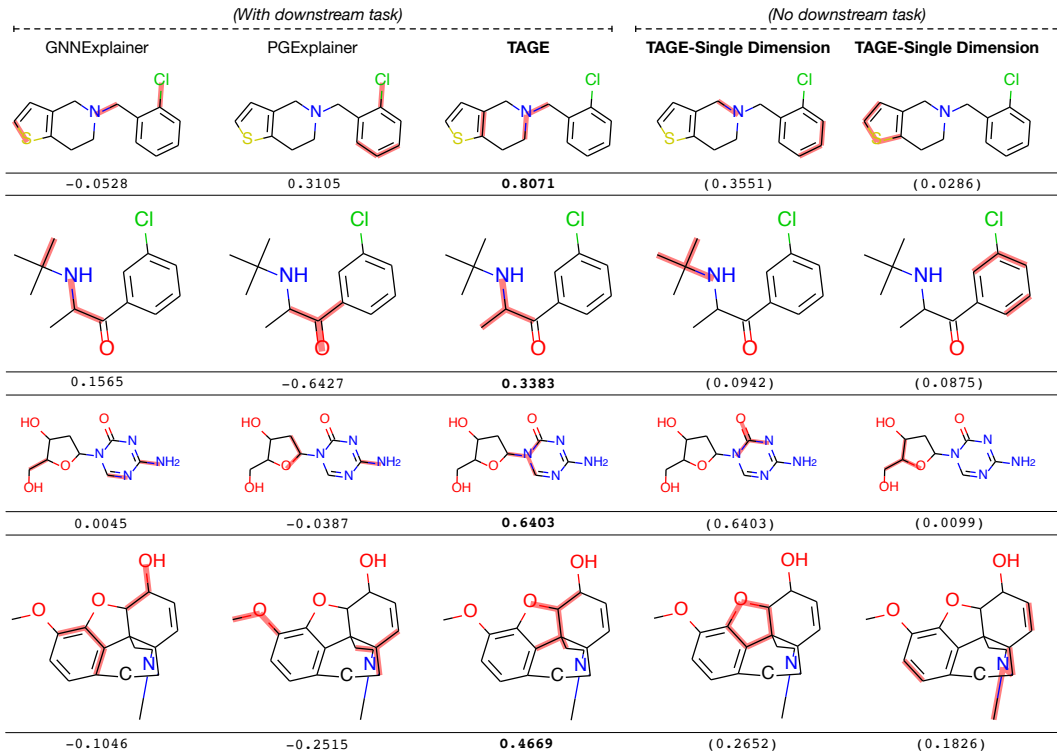 (With downstream task) (No downstream task)
GNNExplainer PGExplainer TAGE TAGE-Single Dimension TAGE-Single Dimension
Cl Cl Cl Cl Cl
N N N N N
S S S S S
-0.0528 0.3105 0.8071 (0.3551) (0.0286)
Cl Cl Cl Cl Cl
NH NH NH NH NH
O O O O O
0.1565 -0.6427 0.3383 (0.0942) (0.0875)
HO O HO O HO O HO O HO O
N N N N N N N N N N
O N NH₂ O N NH₂ O N NH₂ O N NH₂ O N NH₂
N N N N N
OH OH OH OH OH
0.0045 -0.0387 0.6403 (0.6403) (0.0099)
OH OH OH OH OH
O O O O O O O O O O
N N N N N
C C C C C
-0.1046 -0.2515 0.4669 (0.2652) (0.1826)